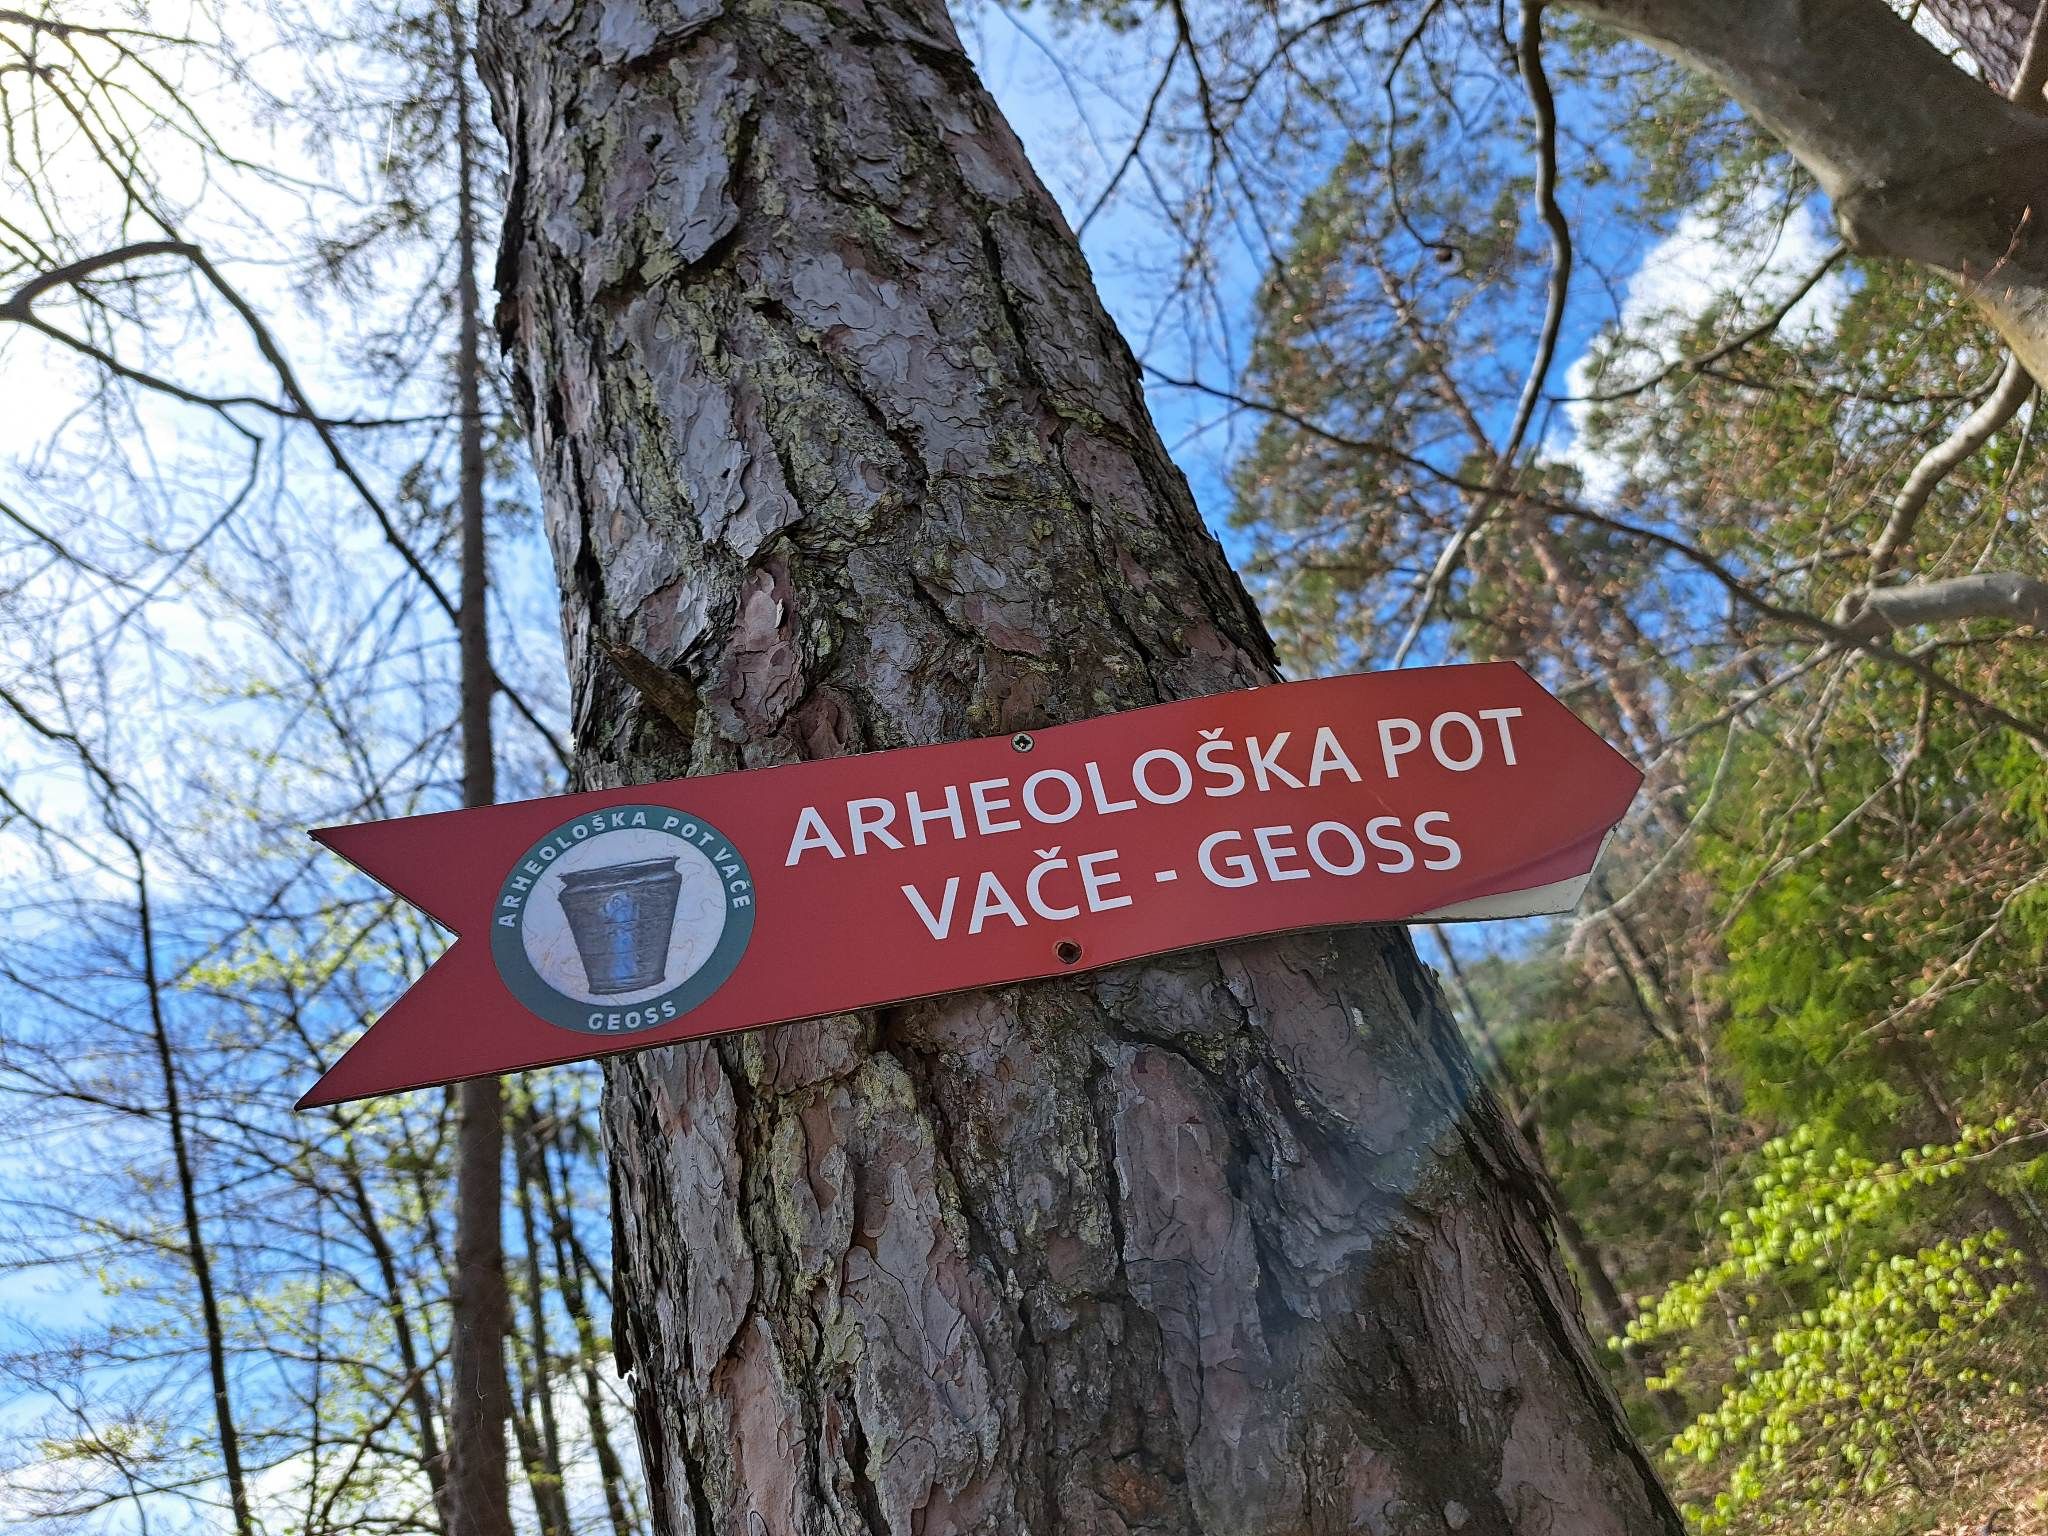 ARHEOLOŠKA POT
VAČE - GEOSS
ARHEOLOŠKA POT VAČE
GEOSS